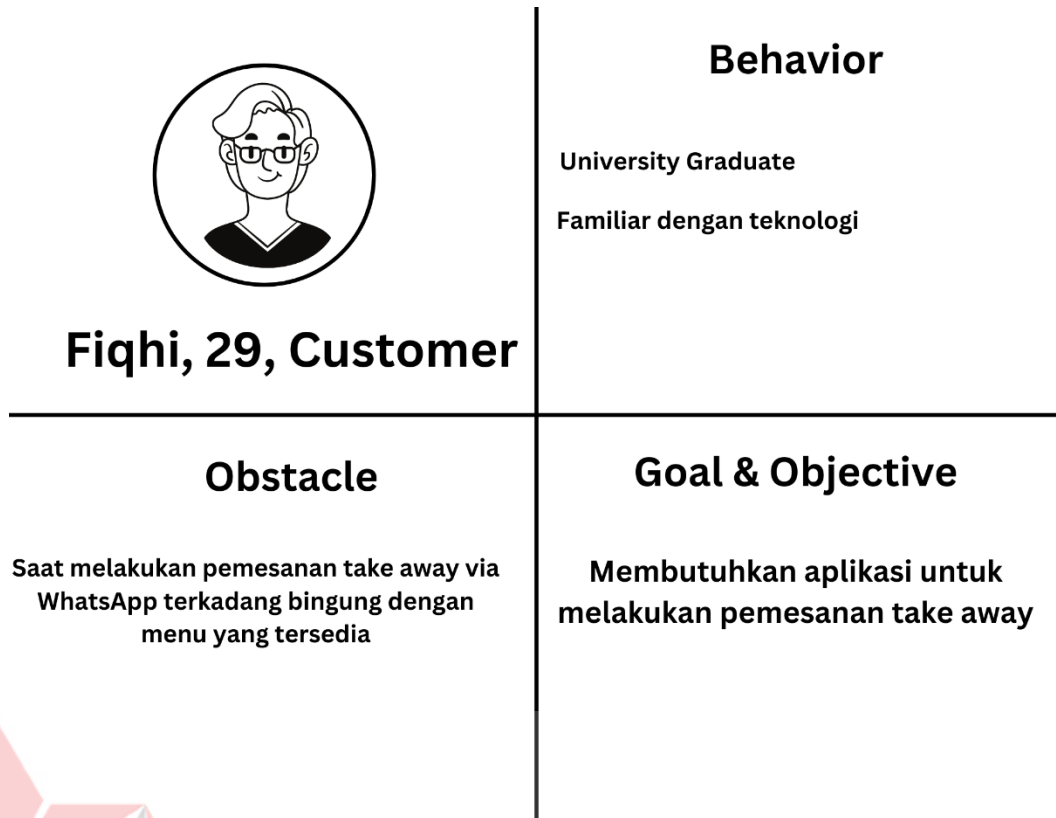 Fiqhi, 29, Customer
Behavior
University Graduate
Familiar dengan teknologi
Obstacle
Saat melakukan pemesanan take away via
WhatsApp terkadang bingung dengan
menu yang tersedia
Goal & Objective
Membutuhkan aplikasi untuk
melakukan pemesanan take away